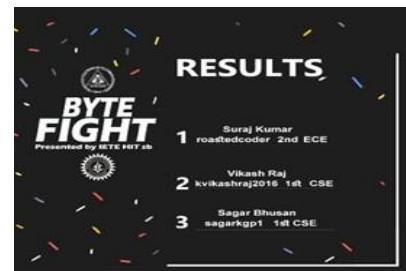 RESULTS
BYTE
FIGHT
Presented by IETE HIT sb
1 Suraj Kumar
roastedcoder 2nd ECE
2 Vikash Raj
kvikashraj2016 1st CSE
3 Sagar Bhusan
sagarkgp1 1st CSE